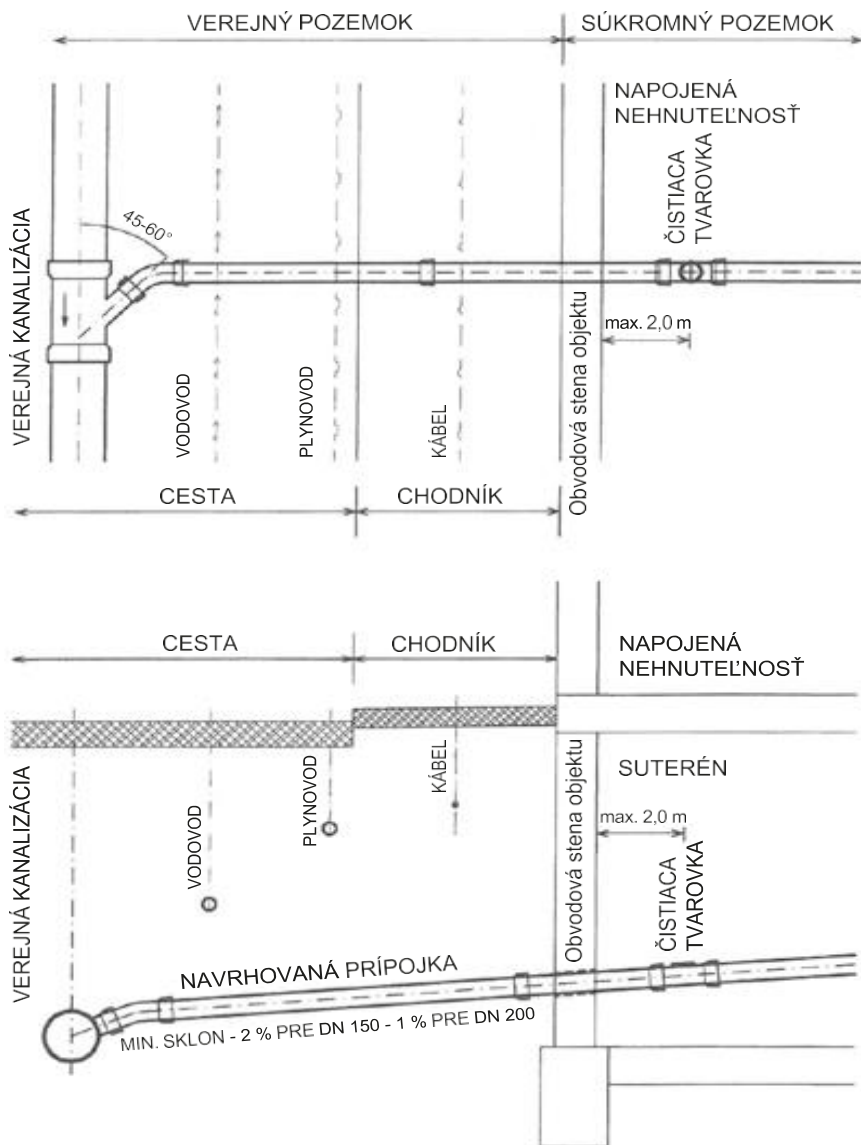 VEREJNÝ POZEMOK
SÚKROMNÝ POZEMOK
NAPOJENÁ
NEHNUTEĽNOSŤ
ČISTIACA
TVAROVKA
45-60°
VEREJNÁ KANALIZÁCIA
max. 2,0 m
VODOVOD
PLYNOVOD
KÁBEL
Obvodová stena objektu
CESTA
CHODNÍK
CESTA
CHODNÍK
NAPOJENÁ
NEHNUTEĽNOSŤ
VEREJNÁ KANALIZÁCIA
VODOVOD
PLYNOVOD
KÁBEL
Obvodová stena objektu
SUTERÉN
max. 2,0 m
ČISTIACA
TVAROVKA
NAVRHOVANÁ PRÍPOJKA
MIN. SKLON - 2 % PRE DN 150 - 1 % PRE DN 200